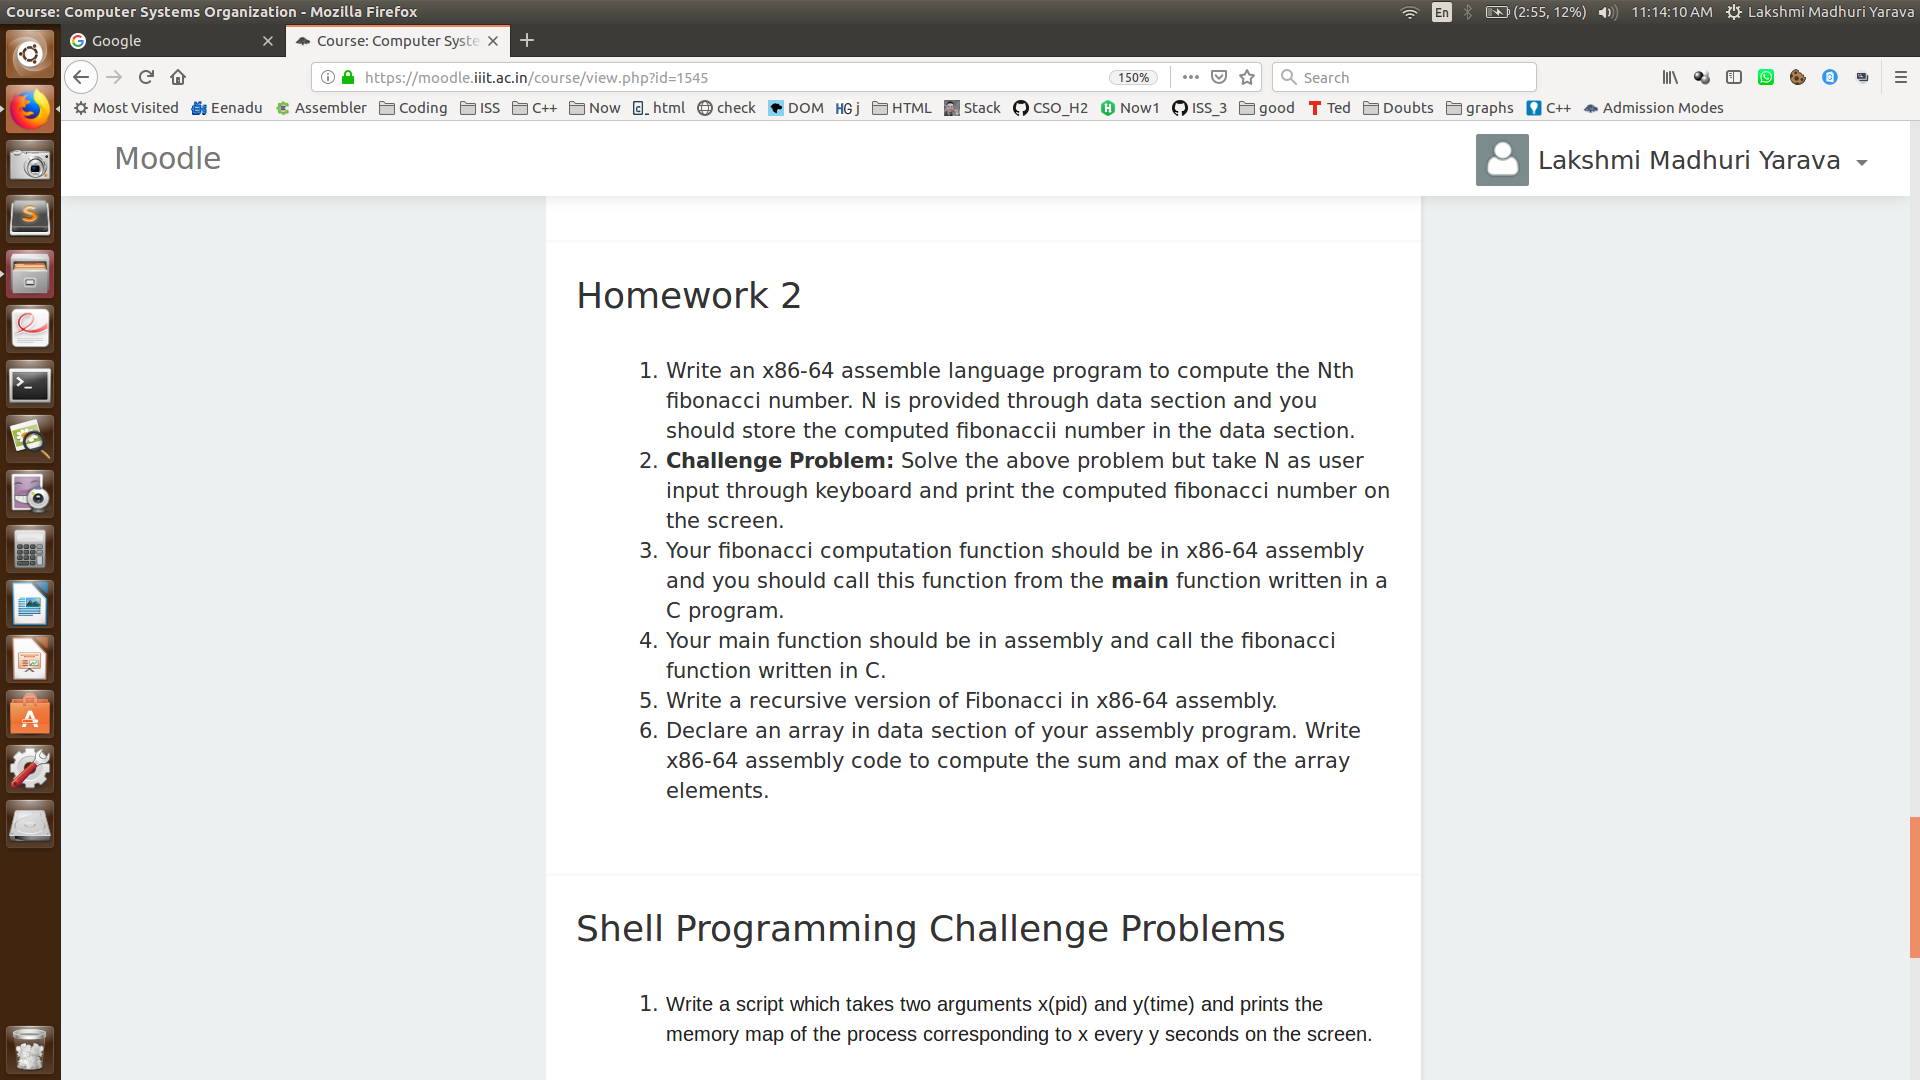 Course: Computer Systems Organization - Mozilla Firefox
En
(2:55, 12%)
11:14:10 AM
Lakshmi Madhuri Yarava
Google
Course: Computer Syste
https://moodle.iiit.ac.in/course/view.php?id=1545
150%
Search
Most Visited
Eenadu
Assembler
Coding
ISS
C++
Now
html
check
DOM
HG j
HTML
Stack
CSO_H2
Now1
ISS_3
good
Ted
Doubts
graphs
C++
Admission Modes
Moodle
Lakshmi Madhuri Yarava
Homework 2
1. Write an x86-64 assemble language program to compute the Nth
fibonacci number. N is provided through data section and you
should store the computed fibonaccii number in the data section.
2. Challenge Problem: Solve the above problem but take N as user
input through keyboard and print the computed fibonacci number on
the screen.
3. Your fibonacci computation function should be in x86-64 assembly
and you should call this function from the main function written in a
C program.
4. Your main function should be in assembly and call the fibonacci
function written in C.
5. Write a recursive version of Fibonacci in x86-64 assembly.
6. Declare an array in data section of your assembly program. Write
x86-64 assembly code to compute the sum and max of the array
elements.
Shell Programming Challenge Problems
1. Write a script which takes two arguments x(pid) and y(time) and prints the
memory map of the process corresponding to x every y seconds on the screen.